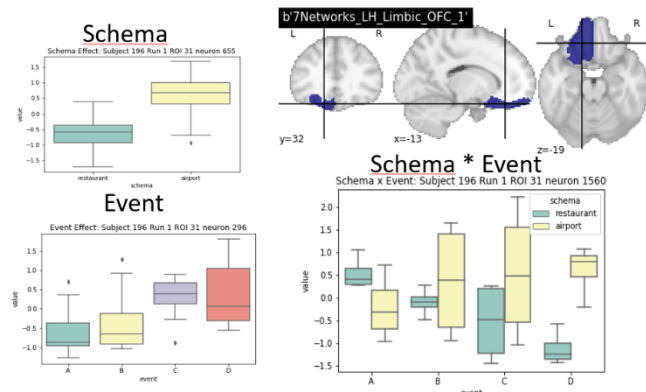 Schema
Schema Effect: Subject 196 Run 1 ROI 31 neuron 655
1.5
1.0
0.5
0.0
-0.5
-1.0
-1.5
value
restaurant
airport
schema
b'7Networks_LH_Limbic_OFC_1'
L R
L R
y=32
x=-13
z=-19
Event
Event Effect: Subject 196 Run 1 ROI 31 neuron 296
1.5
1.0
0.5
0.0
-0.5
-1.0
value
A B C D
event
Schema * Event
Schema x Event: Subject 196 Run 1 ROI 31 neuron 1560
schema
restaurant
airport
2.0
1.5
1.0
0.5
0.0
-0.5
-1.0
-1.5
value
A B C D
event